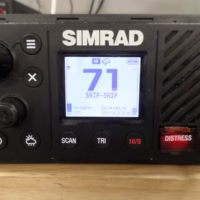 SIMRAD
71
SHIP-SHIP
SCAN
TRI
16/9
DISTRESS